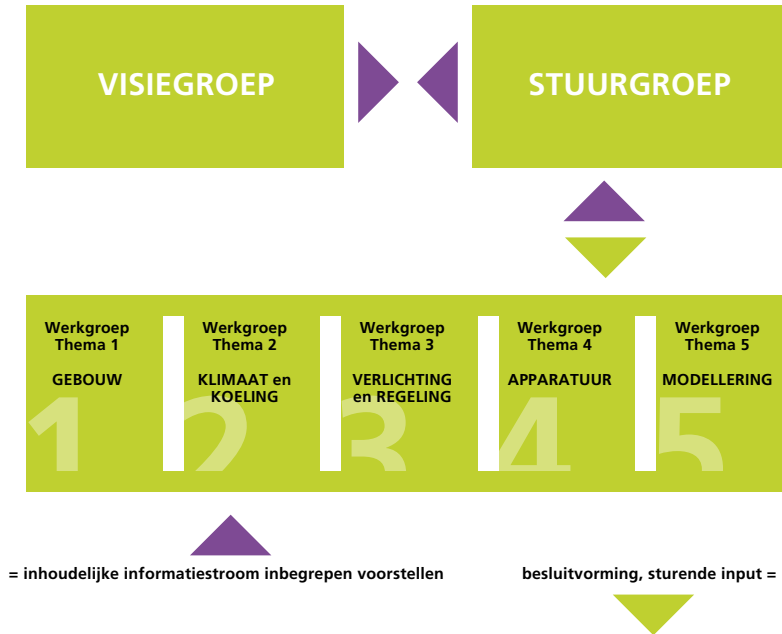 VISIEGROEP
STUURGROEP
Werkgroep
Thema 1
GEBOUW
1
Werkgroep
Thema 2
KLIMAAT en
KOELING
2
Werkgroep
Thema 3
VERLICHTING
en REGELING
3
Werkgroep
Thema 4
APPARATUUR
4
Werkgroep
Thema 5
MODELLERING
5
= inhoudelijke informatiestroom inbegrepen voorstellen
besluitvorming, sturende input =